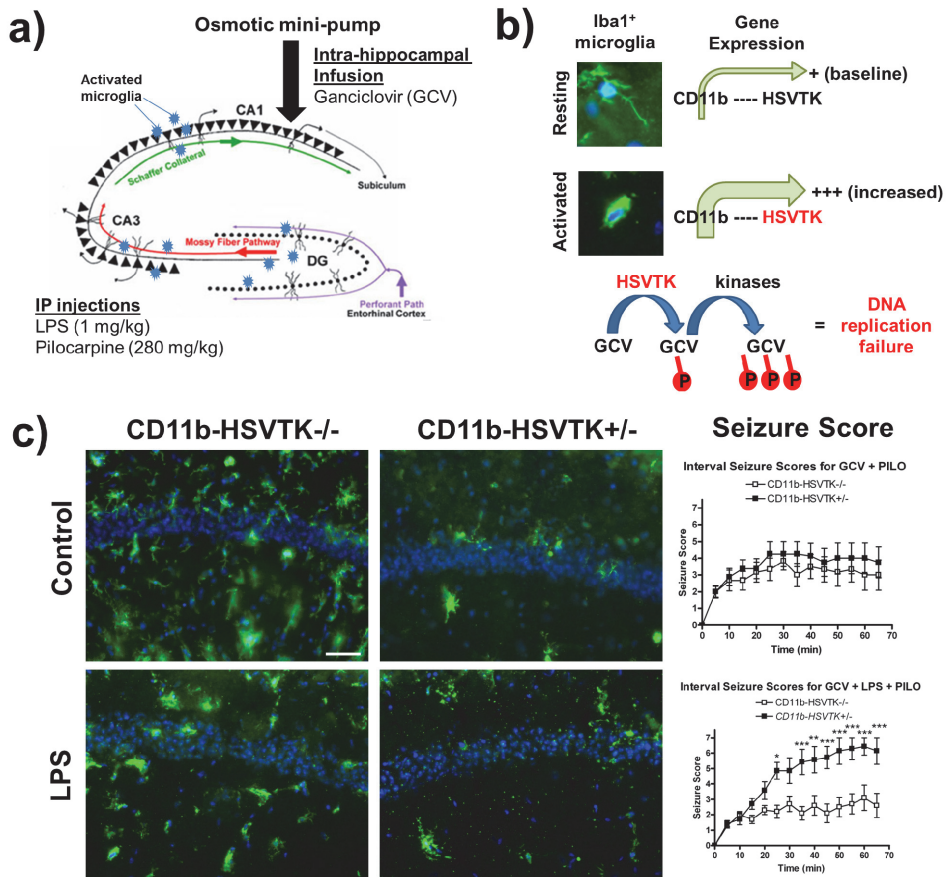 a)
Osmotic mini-pump
Intra-hippocampal
Infusion
Ganciclovir (GCV)
Activated
microglia
CA1
Schaffer Collateral
Subiculum
CA3
Mossy Fiber Pathway
DG
Perforant Path
Entorhinal Cortex
IP injections
LPS (1 mg/kg)
Pilocarpine (280 mg/kg)
b)
Iba1+
microglia
Gene
Expression
Resting
+ (baseline)
CD11b ---- HSVTK
Activated
+++ (increased)
CD11b ---- HSVTK
HSVTK
kinases
GCV
GCV
GCV
P
P P P
=
DNA
replication
failure
c)
CD11b-HSVTK-/-
CD11b-HSVTK+/-
Seizure Score
Control
LPS
Interval Seizure Scores for GCV + PILO
CD11b-HSVTK-/-
CD11b-HSVTK+/-
Seizure Score
7
6
5
4
3
2
1
0
0 10 20 30 40 50 60 70
Time (min)
Interval Seizure Scores for GCV + LPS + PILO
CD11b-HSVTK-/-
CD11b-HSVTK+/-
Seizure Score
7
6
5
4
3
2
1
0
* *** ** *** *** *** *** ***
0 10 20 30 40 50 60 70
Time (min)